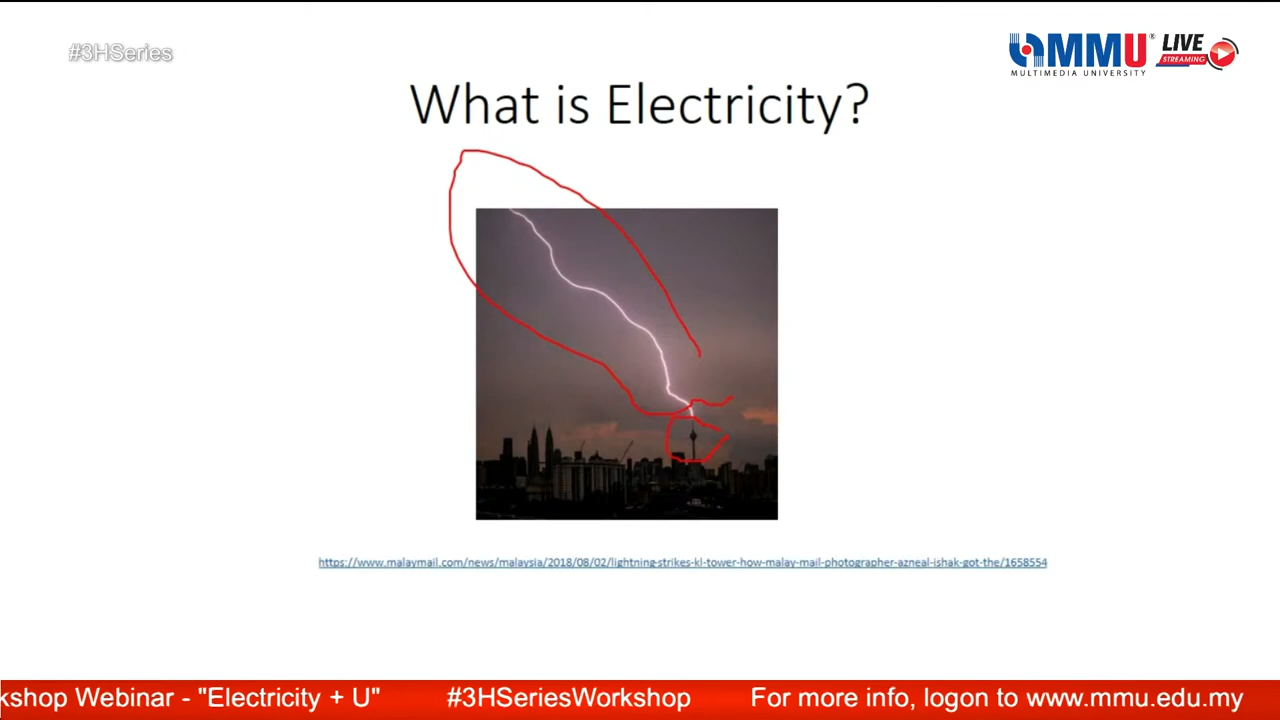 #3HSeries
MMU® LIVE
STREAMING
MULTIMEDIA UNIVERSITY
What is Electricity?
https://www.malaymail.com/news/malaysia/2018/08/02/lightning-strikes-kl-tower-how-malay-mail-photographer-azneal-ishak-got-the/1658554
kshop Webinar - "Electricity + U" #3HSeriesWorkshop For more info, logon to www.mmu.edu.my